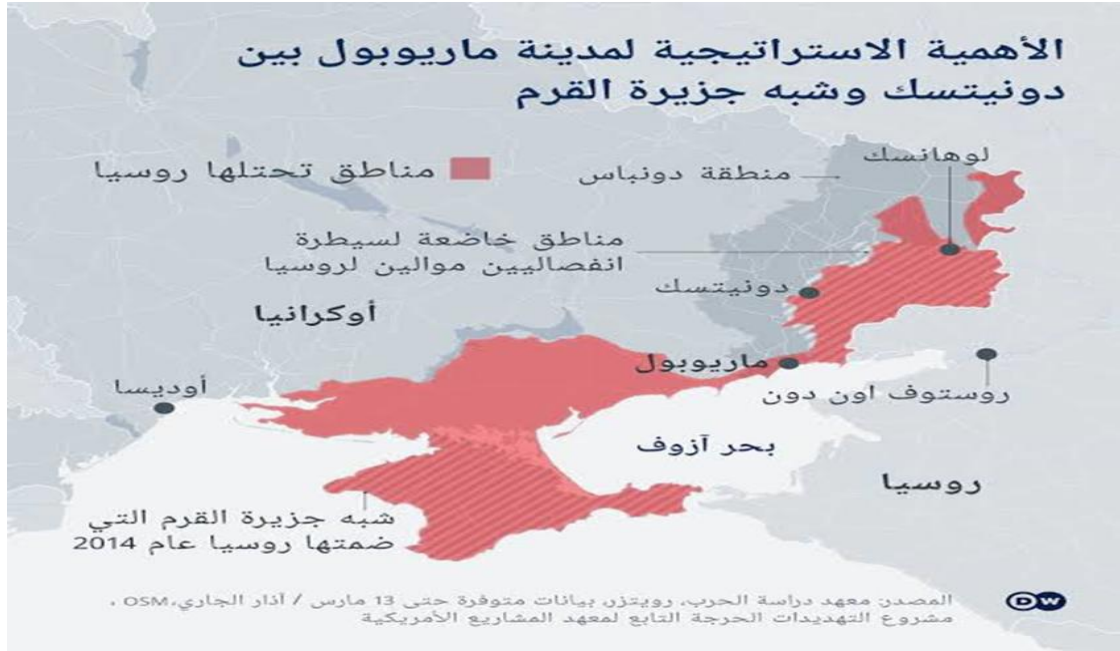 الأهمية الاستراتيجية لمدينة ماريوبول بين
دونيتسك وشبه جزيرة القرم
مناطق تحتلها روسيا
لوهانسك
منطقة دونباس
مناطق خاضعة لسيطرة
انفصاليين موالين لروسيا
دونيتسك
أوكرانيا
ماريوبول
أوديسا
روستوف اون دون
بحر آزوف
روسيا
شبه جزيرة القرم التي
ضمتها روسيا عام 2014
المصدر: معهد دراسة الحرب، رويترز، بيانات متوفرة حتى 13 مارس / آذار الجاري،OSM ،
مشروع التهديدات الحرجة التابع لمعهد المشاريع الأمريكية
DW